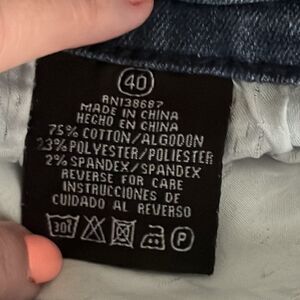 40
RN138687
MADE IN CHINA
HECHO EN CHINA
75% COTTON/ALGODON
23% POLYESTER/POLIESTER
2% SPANDEX/SPANDEX
REVERSE FOR CARE
INSTRUCCIONES DE
CUIDADO AL REVERSO
30 P